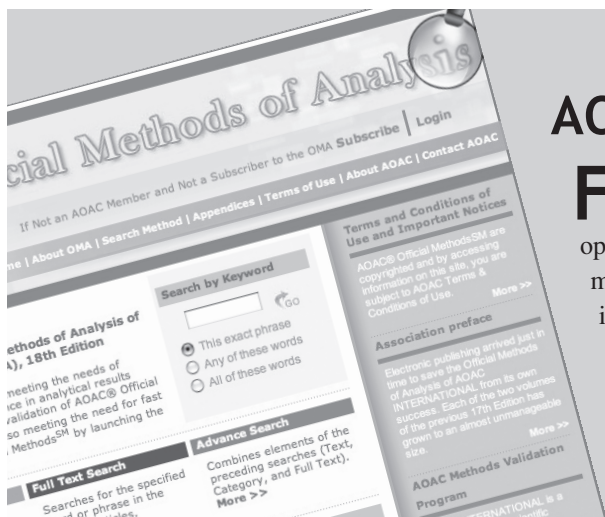 cial Methods of Analysis
If Not an AOAC Member and Not a Subscriber to the OMA Subscribe | Login
me | About OMA | Search Method | Appendices | Terms of Use | About AOAC | Contact AOAC
ethods of Analysis of
A), 18th Edition
meeting the needs of
ce in analytical results
validation of AOAC® Official
so meeting the need for fast
Methods℠ by launching the
Search by Keyword
GO
This exact phrase
Any of these words
All of these words
Full Text Search
Searches for the specified
rd or phrase in the
Advance Search
Combines elements of the
preceding searches (Text,
Category, and Full Text).
More >>
Terms and Conditions of
Use and Important Notices
AOAC® Official MethodsSM are
copyrighted and by accessing
information on this site, you are
subject to AOAC Terms &
Conditions of Use.
More >>
Association preface
Electronic publishing arrived just in
time to save the Official Methods
of Analysis of AOAC
INTERNATIONAL from its own
success. Each of the two volumes
of the previous 17th Edition has
grown to an almost unmanageable
size.
More >>
AOAC Methods Validation
Program
INTERNATIONAL is a
AO
F
op
m
i